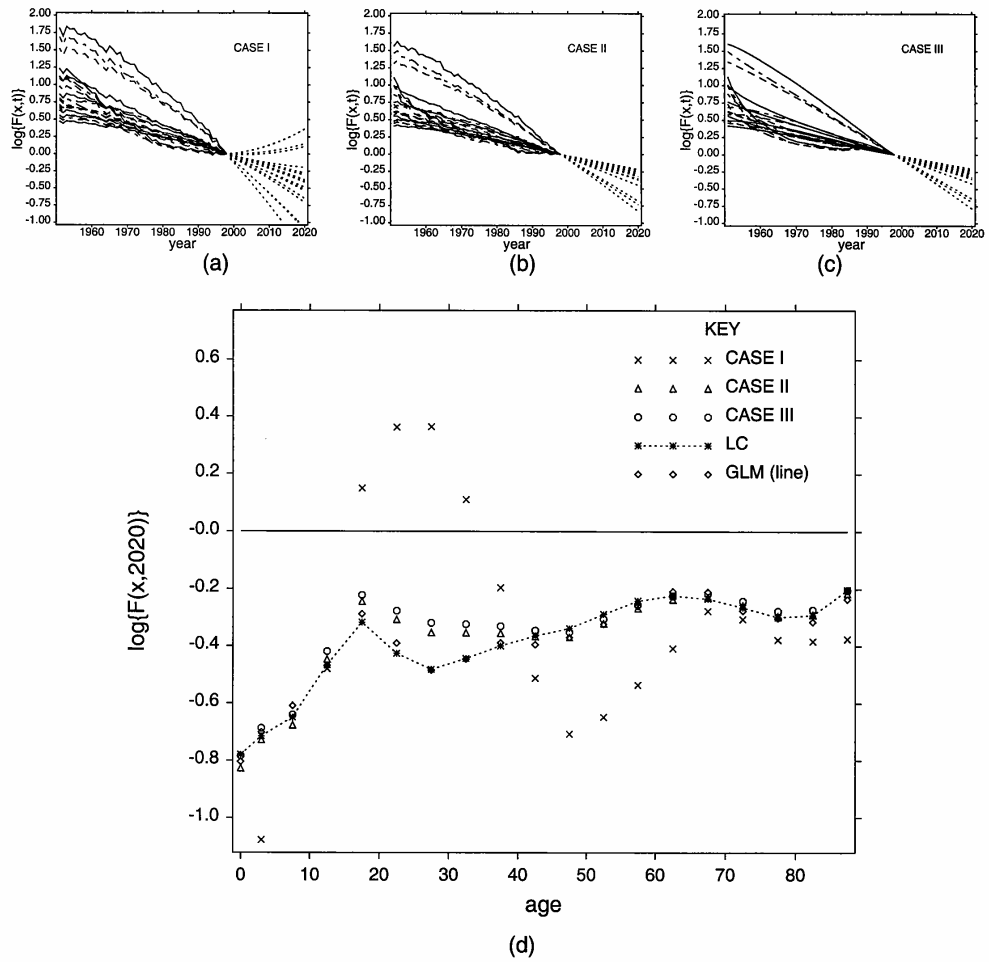 2.00
1.75
1.50
1.25
1.00
0.75
0.50
0.25
0.00
-0.25
-0.50
-0.75
-1.00
log{F(x,t)}
CASE I
1960 1970 1980 1990 2000 2010 2020
year
(a)
2.00
1.75
1.50
1.25
1.00
0.75
0.50
0.25
0.00
-0.25
-0.50
-0.75
-1.00
log{F(x,t)}
CASE II
1960 1970 1980 1990 2000 2010 2020
year
(b)
2.00
1.75
1.50
1.25
1.00
0.75
0.50
0.25
0.00
-0.25
-0.50
-0.75
-1.00
log{F(x,t)}
CASE III
1960 1970 1980 1990 2000 2010 2020
year
(c)
KEY
CASE I
CASE II
CASE III
LC
GLM (line)
0.6
0.4
0.2
-0.0
-0.2
-0.4
-0.6
-0.8
-1.0
log{F(x,2020)}
0 10 20 30 40 50 60 70 80
age
(d)